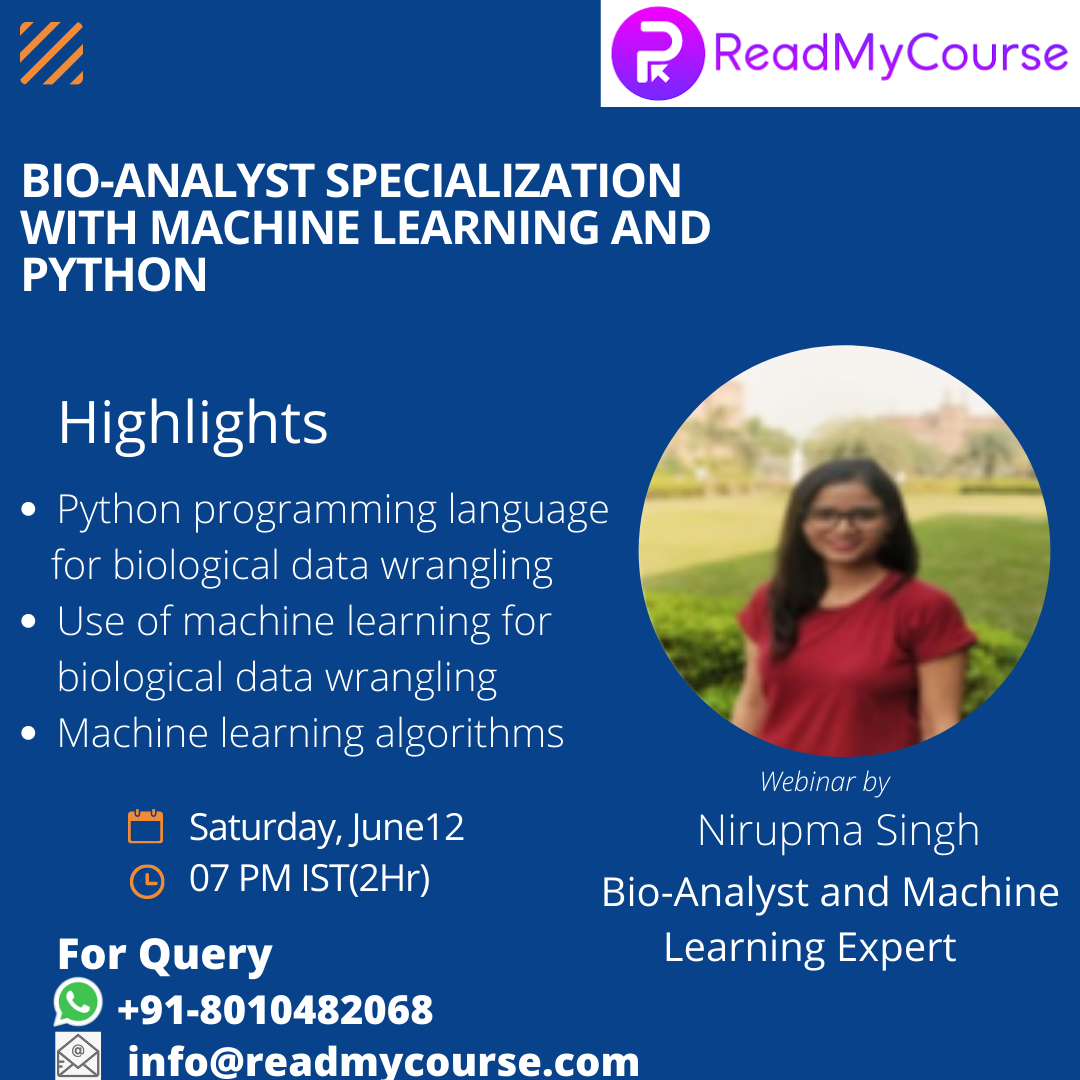 ReadMyCourse
BIO-ANALYST SPECIALIZATION
WITH MACHINE LEARNING AND
PYTHON
Highlights
• Python programming language
for biological data wrangling
• Use of machine learning for
biological data wrangling
• Machine learning algorithms
Saturday, June12
07 PM IST(2Hr)
For Query
+91-8010482068
info@readmycourse.com
Webinar by
Nirupma Singh
Bio-Analyst and Machine
Learning Expert